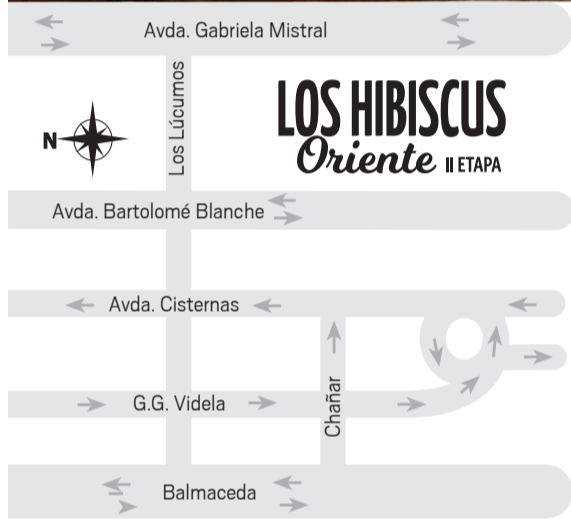 Avda. Gabriela Mistral
Los Lúcumos
LOS HIBISCUS
Oriente II ETAPA
N
Avda. Bartolomé Blanche
Avda. Cisternas
Chañar
G.G. Videla
Balmaceda